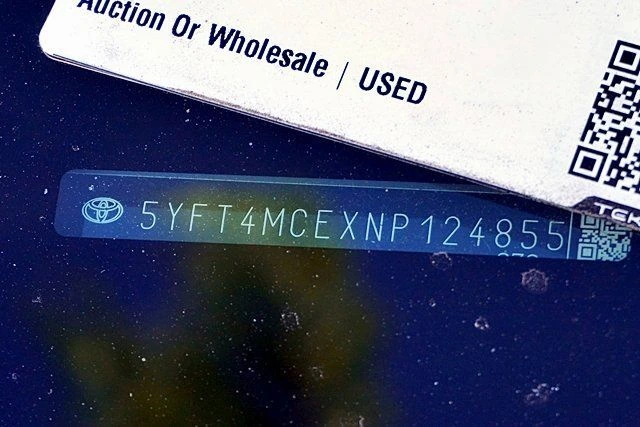 Auction Or Wholesale | USED
5YFT4MCEXNP124855